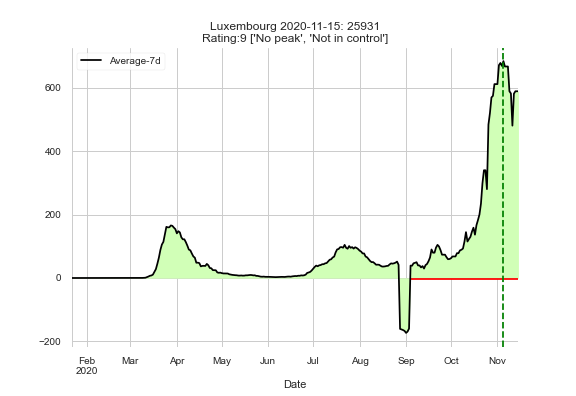 Luxembourg 2020-11-15: 25931
Rating:9 ['No peak', 'Not in control']
Average-7d
600
400
200
0
−200
Feb Mar Apr May Jun Jul Aug Sep Oct Nov
2020
Date